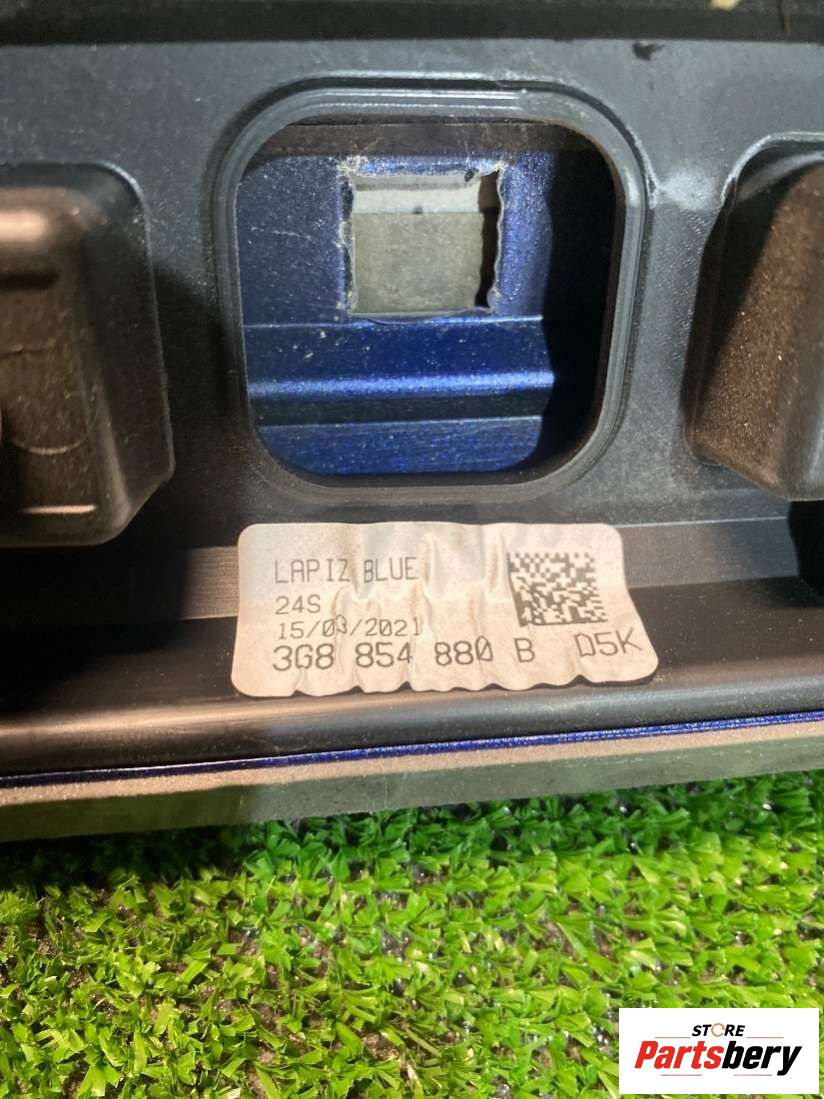 LAPIZ BLUE
24S
15/03/2021
3G8 854 880 B D5K
STORE
Partsbery